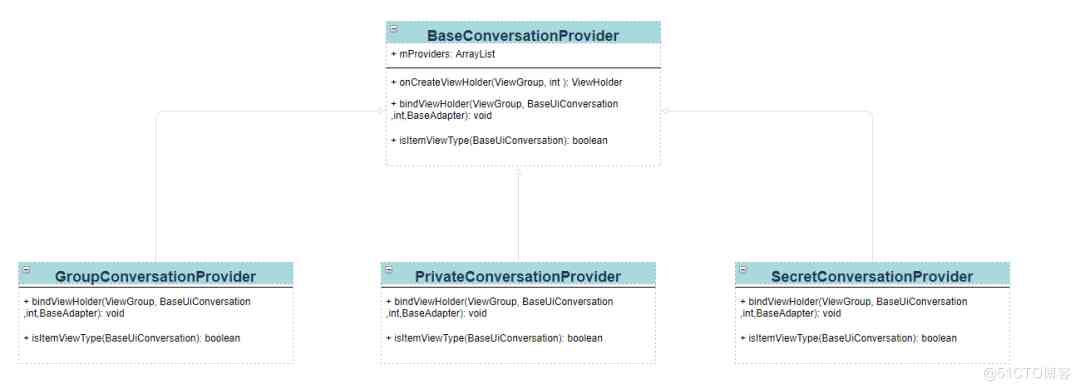 BaseConversationProvider
+ mProviders: ArrayList
+ onCreateViewHolder(ViewGroup, int ): ViewHolder
+ bindViewHolder(ViewGroup, BaseUiConversation
,int,BaseAdapter): void
+ isItemViewType(BaseUiConversation): boolean
GroupConversationProvider
+ bindViewHolder(ViewGroup, BaseUiConversation
,int,BaseAdapter): void
+ isItemViewType(BaseUiConversation): boolean
PrivateConversationProvider
+ bindViewHolder(ViewGroup, BaseUiConversation
,int,BaseAdapter): void
+ isItemViewType(BaseUiConversation): boolean
SecretConversationProvider
+ bindViewHolder(ViewGroup, BaseUiConversation
,int,BaseAdapter): void
+ isItemViewType(BaseUiConversation): boolean
@51CTO博客